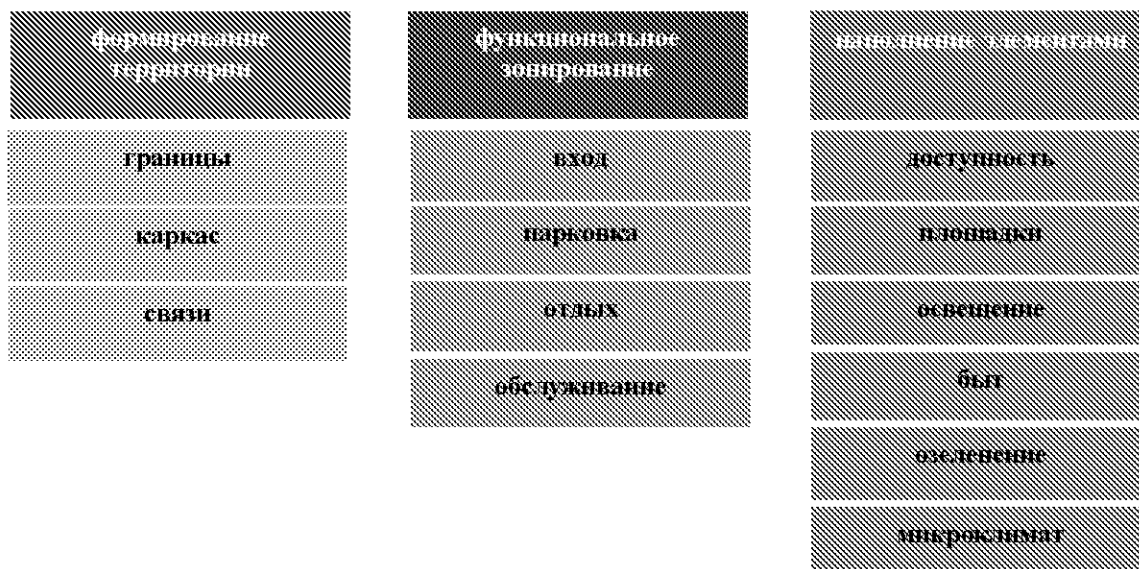 формирование
территории
границы
каркас
связи
функциональное
зонирование
вход
парковка
отдых
обслуживание
наполнение элементами
доступность
площадки
освещение
быт
озеленение
микроклимат